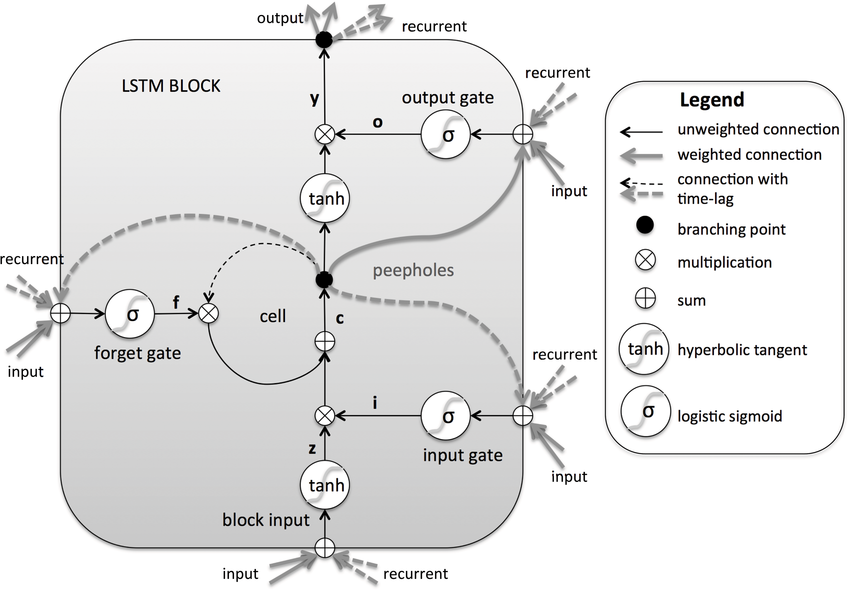 output
recurrent
LSTM BLOCK
y
output gate
o
σ
recurrent
input
tanh
peepholes
recurrent
input
σ
forget gate
f
cell
c
recurrent
input
i
σ
input gate
z
tanh
block input
input
recurrent
Legend
unweighted connection
weighted connection
connection with
time-lag
branching point
multiplication
sum
tanh
hyperbolic tangent
σ
logistic sigmoid